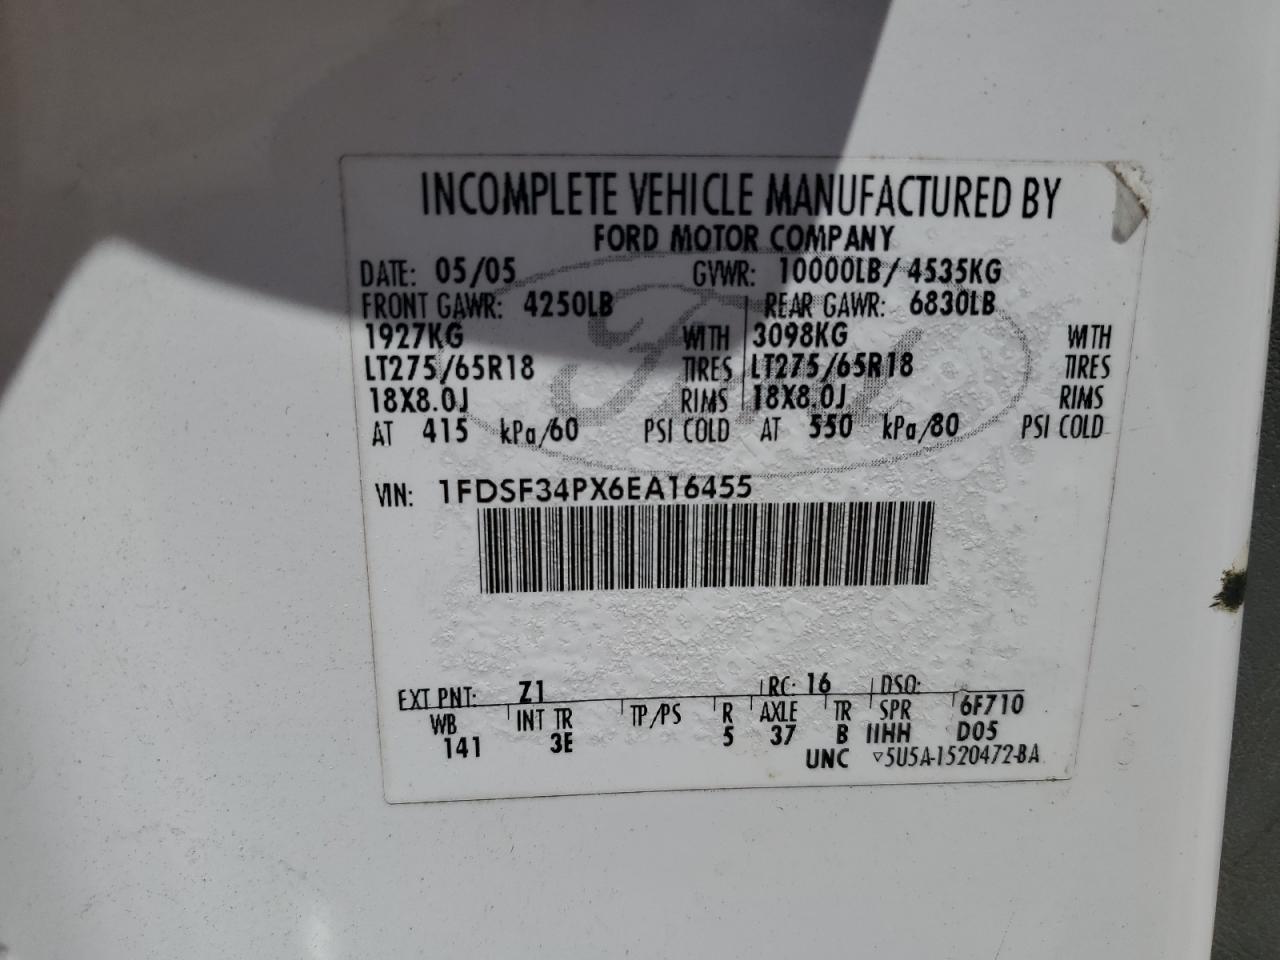 INCOMPLETE VEHICLE MANUFACTURED BY
FORD MOTOR COMPANY
DATE: 05/05 GVWR: 10000LB/4535KG
FRONT GAWR: 4250LB REAR GAWR: 6830LB
1927KG WITH 3098KG WITH
LT275/65R18 TIRES LT275/65R18 TIRES
18X8.0J RIMS 18X8.0J RIMS
AT 415 kPa/60 PSI COLD AT 550 kPa/80 PSI COLD
VIN: 1FDSF34PX6EA16455
EXT PNT: Z1 RC: 16 DSO:
WB INT TR TP/PS R AXLE TR SPR 6F710
141 3E 5 37 B IIHH D05
UNC ▿5U5A-1520472-BA